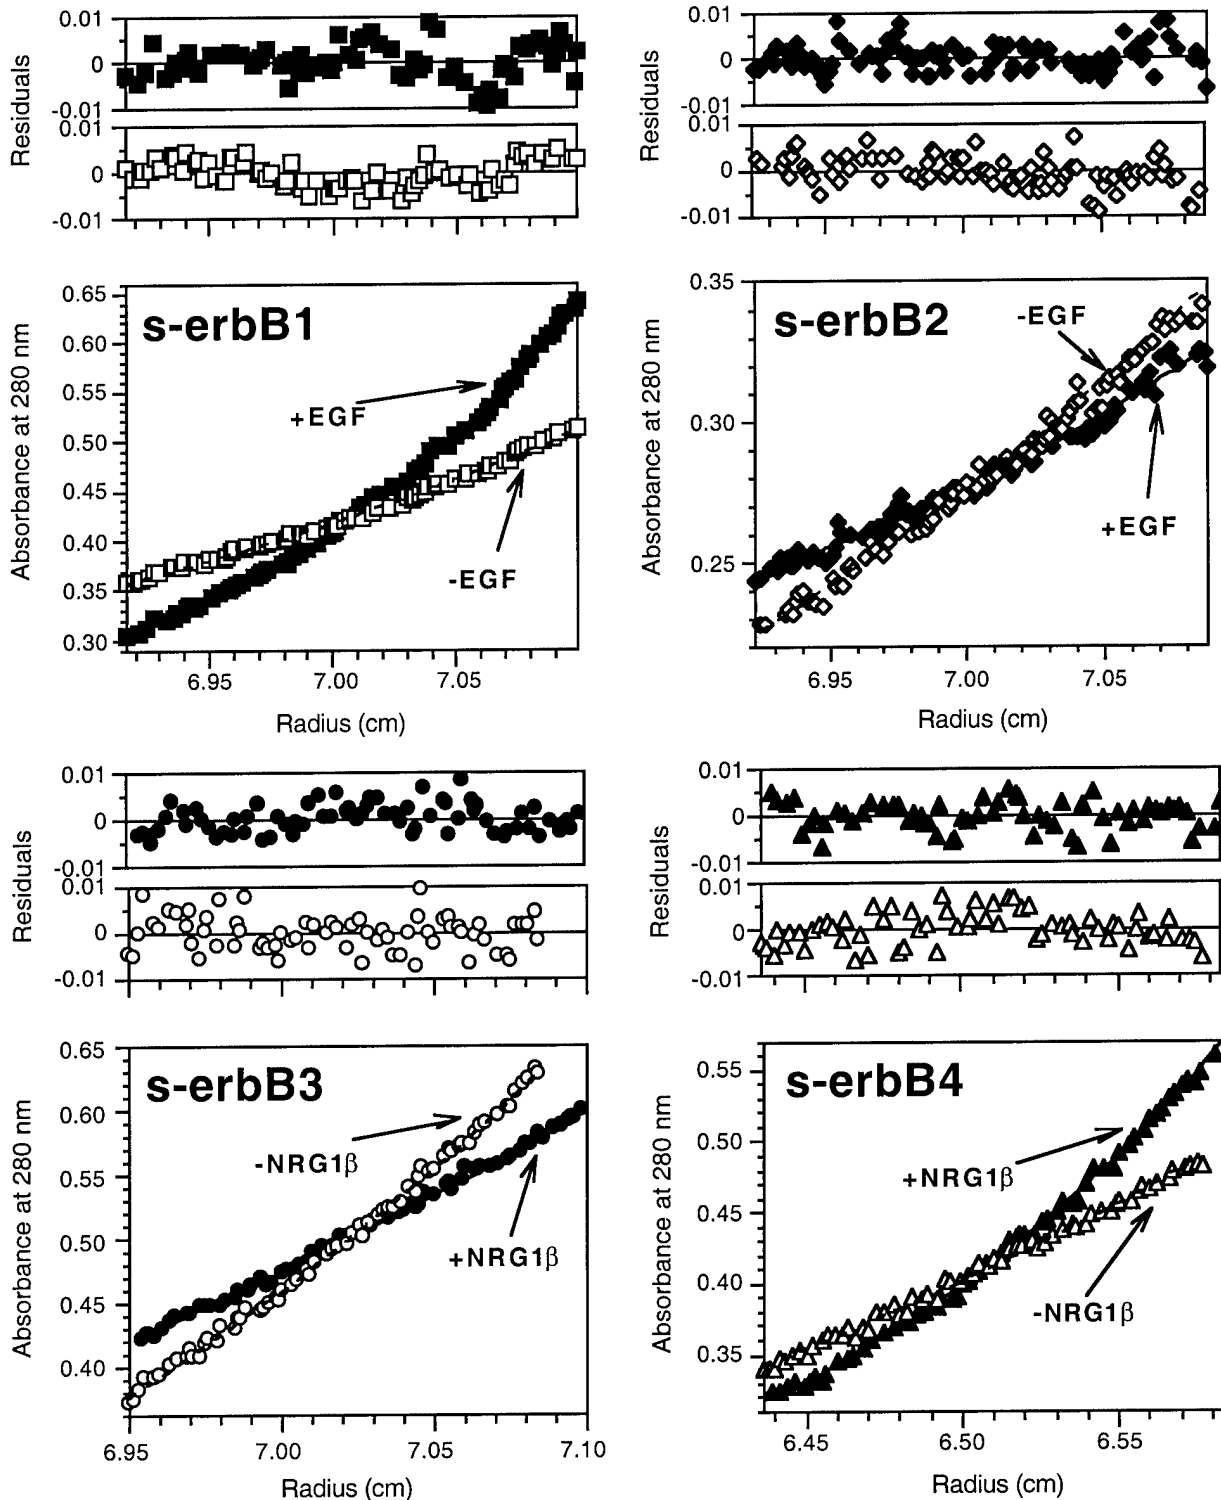 0.01
0
-0.01
Residuals
0.01
0
-0.01
0.01
0
-0.01
Residuals
0.01
0
-0.01
s-erbB1
+EGF
-EGF
0.65
0.60
0.55
0.50
0.45
0.40
0.35
0.30
Absorbance at 280 nm
6.95 7.00 7.05
Radius (cm)
s-erbB2
-EGF
+EGF
0.35
0.30
0.25
Absorbance at 280 nm
6.95 7.00 7.05
Radius (cm)
0.01
0
-0.01
Residuals
0.01
0
-0.01
0.01
0
-0.01
Residuals
0.01
0
-0.01
s-erbB3
-NRG1β
+NRG1β
0.65
0.60
0.55
0.50
0.45
0.40
Absorbance at 280 nm
6.95 7.00 7.05 7.10
Radius (cm)
s-erbB4
+NRG1β
-NRG1β
0.55
0.50
0.45
0.40
0.35
Absorbance at 280 nm
6.45 6.50 6.55
Radius (cm)